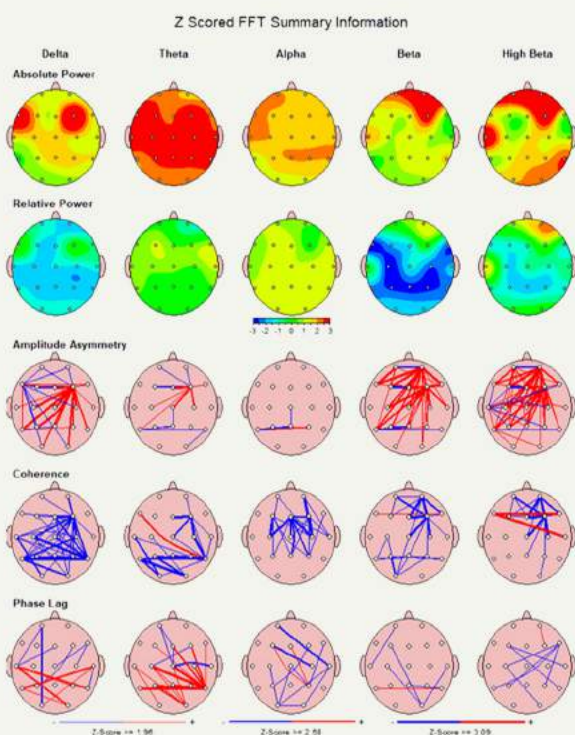 Z Scored FFT Summary Information
Delta Theta Alpha Beta High Beta
Absolute Power
Relative Power
-3 -2 -1 0 1 2 3
Amplitude Asymmetry
Coherence
Phase Lag
- + - + - +
Z-Score >= 1.96 Z-Score >= 2.58 Z-Score >= 3.09